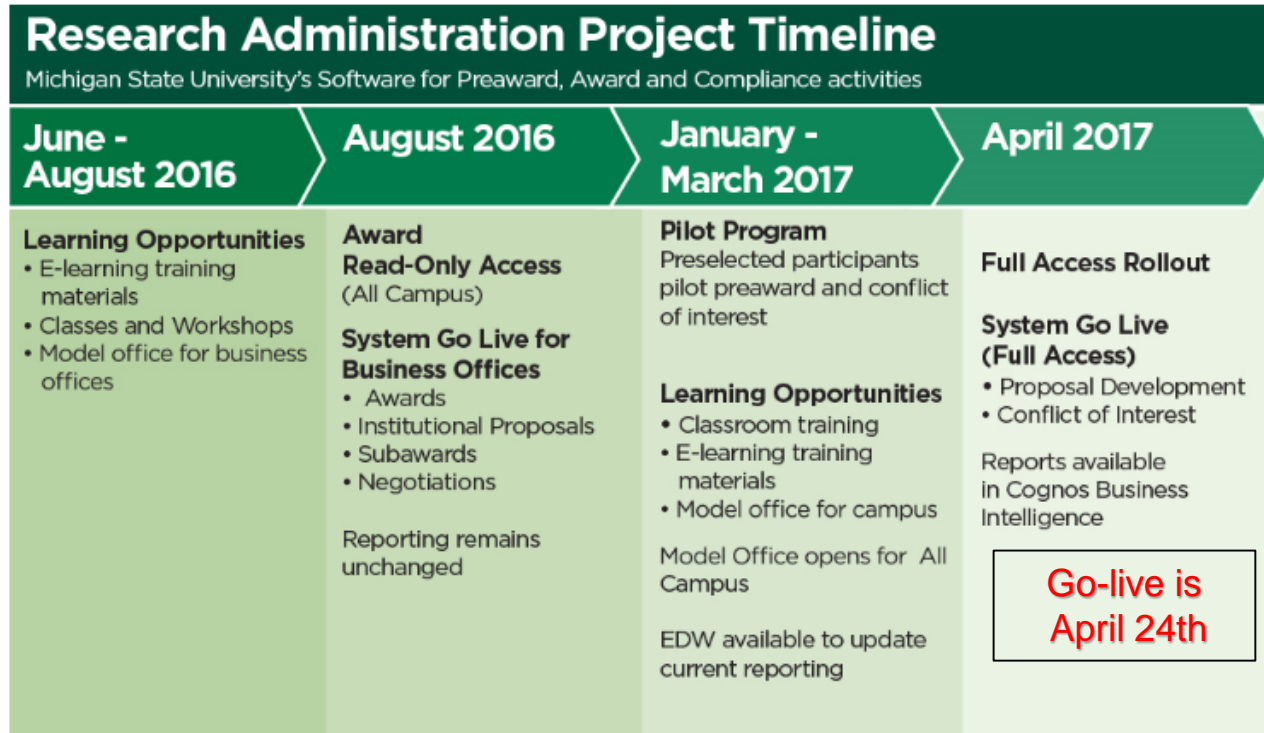 Research Administration Project Timeline
Michigan State University's Software for Preaward, Award and Compliance activities
June -
August 2016
Learning Opportunities
• E-learning training
materials
• Classes and Workshops
• Model office for business
offices
August 2016
Award
Read-Only Access
(All Campus)
System Go Live for
Business Offices
• Awards
• Institutional Proposals
• Subawards
• Negotiations
Reporting remains
unchanged
January -
March 2017
Pilot Program
Preselected participants
pilot preaward and conflict
of interest
Learning Opportunities
• Classroom training
• E-learning training
materials
• Model office for campus
Model Office opens for All
Campus
EDW available to update
current reporting
April 2017
Full Access Rollout
System Go Live
(Full Access)
• Proposal Development
• Conflict of Interest
Reports available
in Cognos Business
Intelligence
Go-live is
April 24th